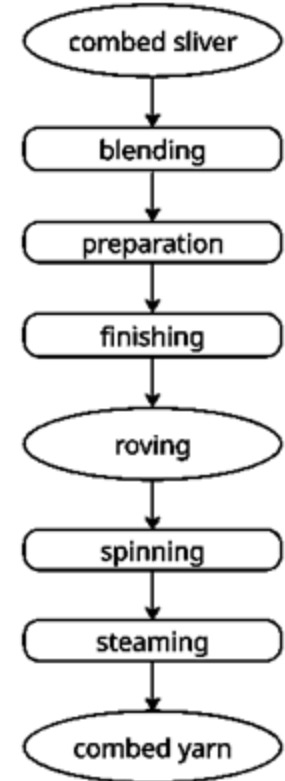 combed sliver
blending
preparation
finishing
roving
spinning
steaming
combed yarn